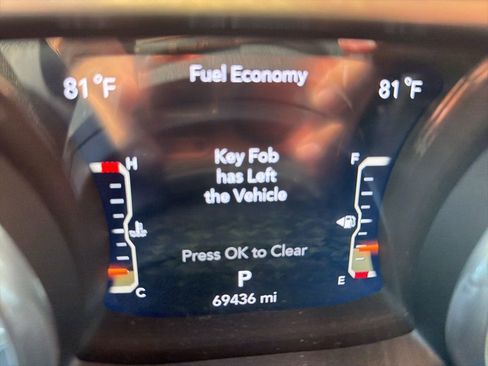 Fuel Economy
81°F
81°F
H
F
Key Fob
has Left
the Vehicle
Press OK to Clear
P
C
E
69436 mi